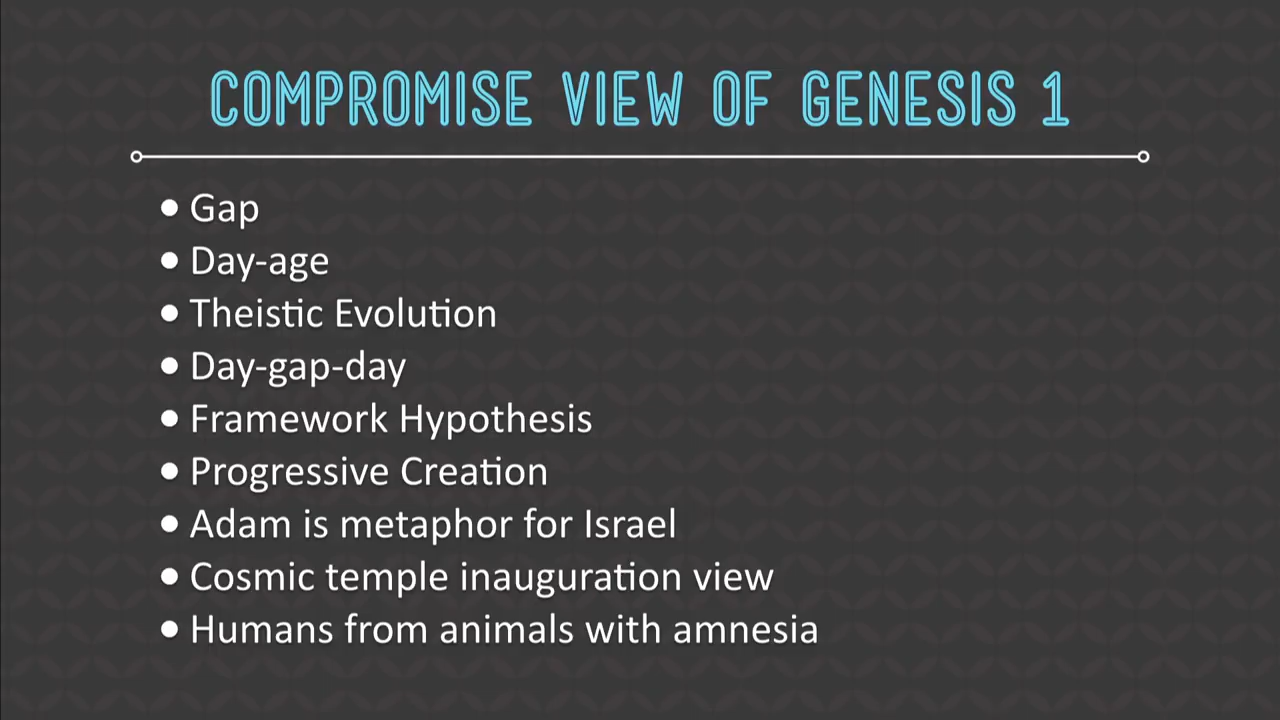 COMPROMISE VIEW OF GENESIS 1
• Gap
• Day-age
• Theistic Evolution
• Day-gap-day
• Framework Hypothesis
• Progressive Creation
• Adam is metaphor for Israel
• Cosmic temple inauguration view
• Humans from animals with amnesia